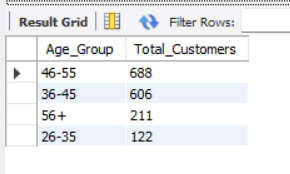 Result Grid Filter Rows:
Age_Group Total_Customers
46-55 688
36-45 606
56+ 211
26-35 122